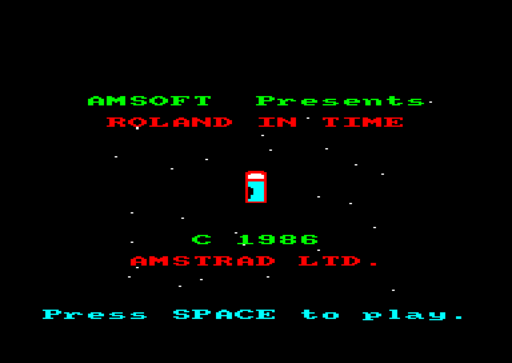 AMSOFT Presents
ROLAND IN TIME
C 1986
AMSTRAD LTD.
Press SPACE to play.